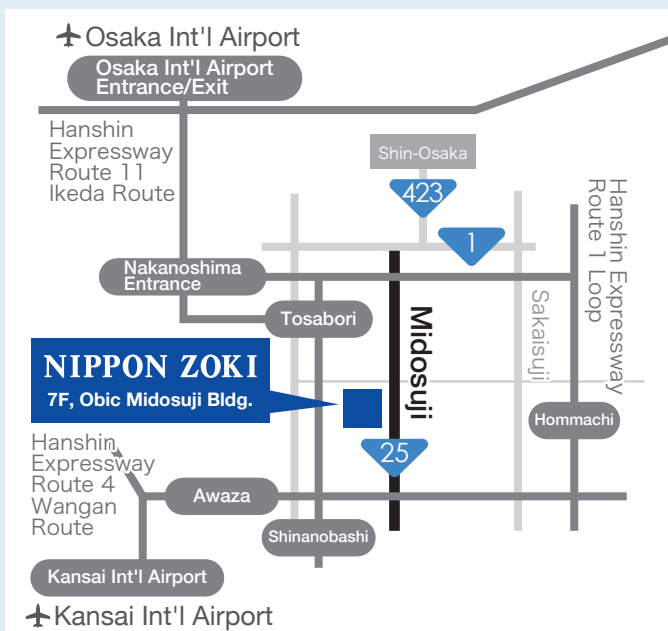 Osaka Int'l Airport
Osaka Int'l Airport
Entrance/Exit
Hanshin
Expressway
Route 11
Ikeda Route
Shin-Osaka
423
1
Hanshin Expressway
Route 1 Loop
Nakanoshima
Entrance
Tosabori
Midosuji
Sakaisuji
NIPPON ZOKI
7F, Obic Midosuji Bldg.
Hommachi
25
Hanshin
Expressway
Route 4
Wangan
Route
Awaza
Shinanobashi
Kansai Int'l Airport
Kansai Int'l Airport